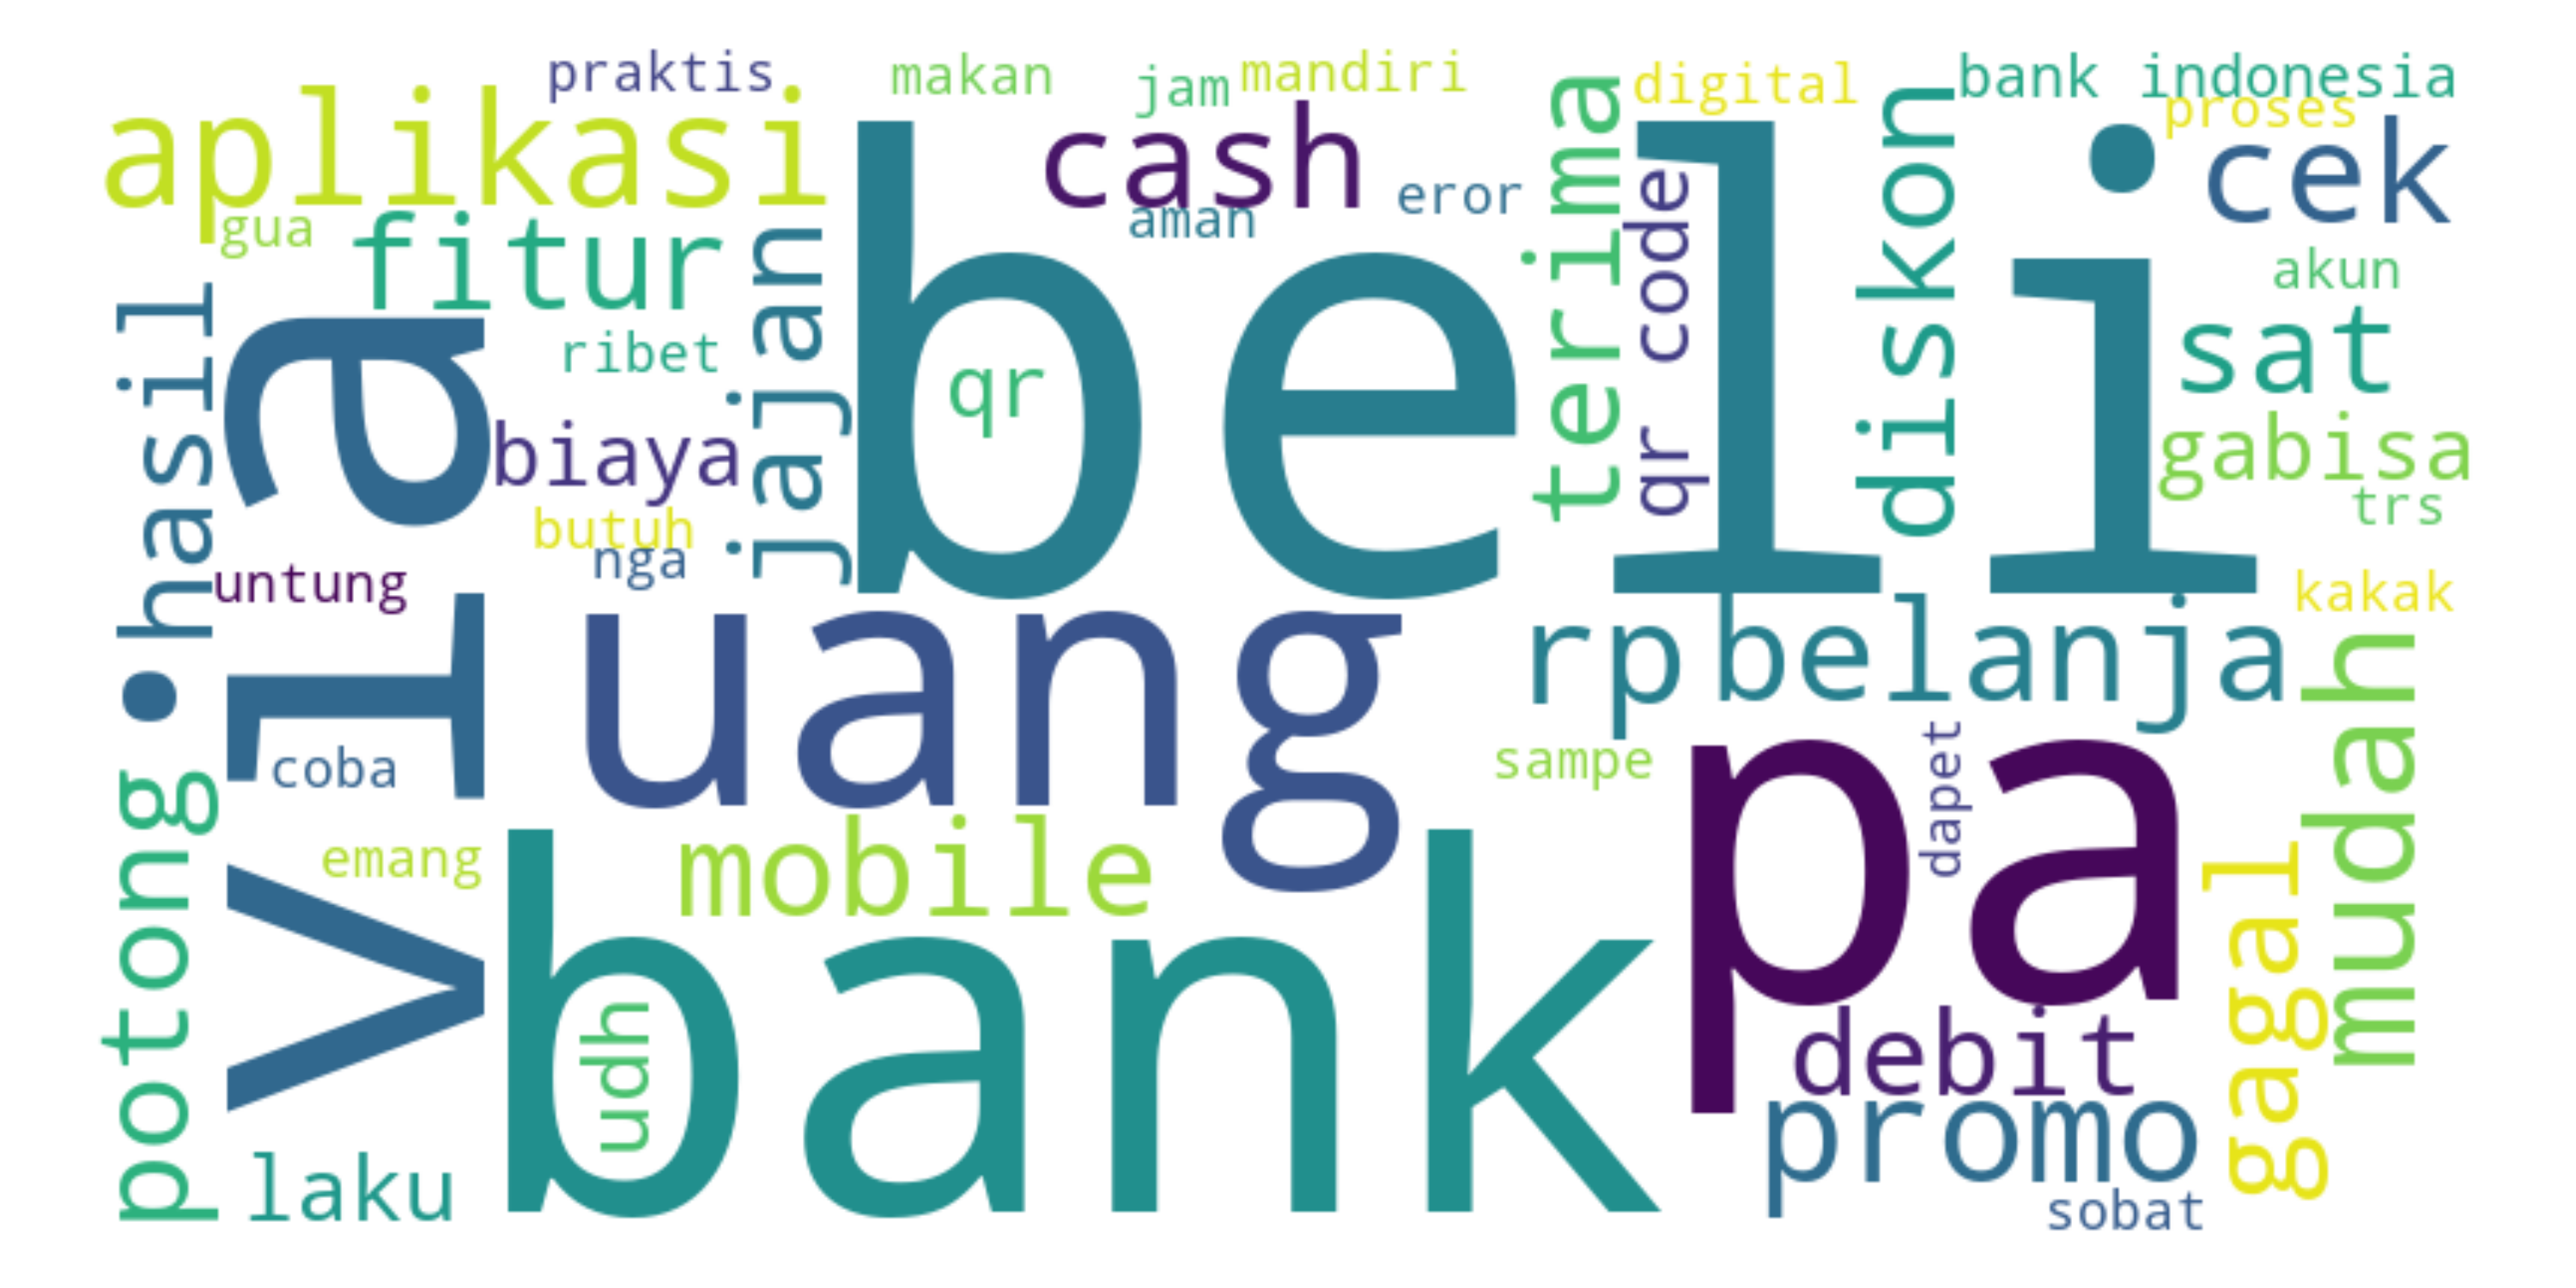 praktis
makan
jam
mandiri
digital
bank indonesia
proses
aplikasi
cash
cek
gua
fitur
aman
eror
terima
qr code
diskon
akun
beli
hasil
via
ribet
jajan
qr
sat
biaya
gabisa
trs
butuh
nga
untung
uang
rp
belanja
kakak
coba
sampe
pa
dapet
mudah
potong
emang
mobile
bank
udh
debit
gagal
promo
laku
sobat